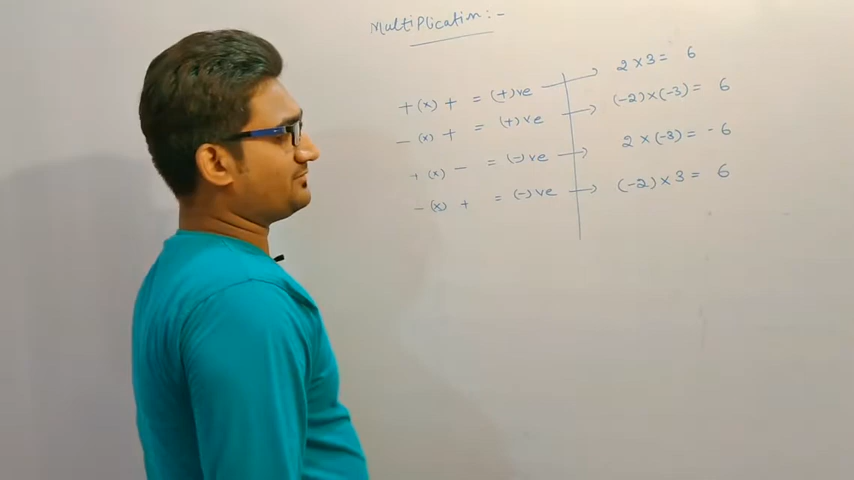 Multiplication :-
+ (x) + = (+)ve → 2 x 3 = 6
- (x) + = (+)ve → (-2) x (-3) = 6
+ (x) - = (-)ve → 2 x (-3) = -6
- (x) + = (-)ve → (-2) x 3 = 6